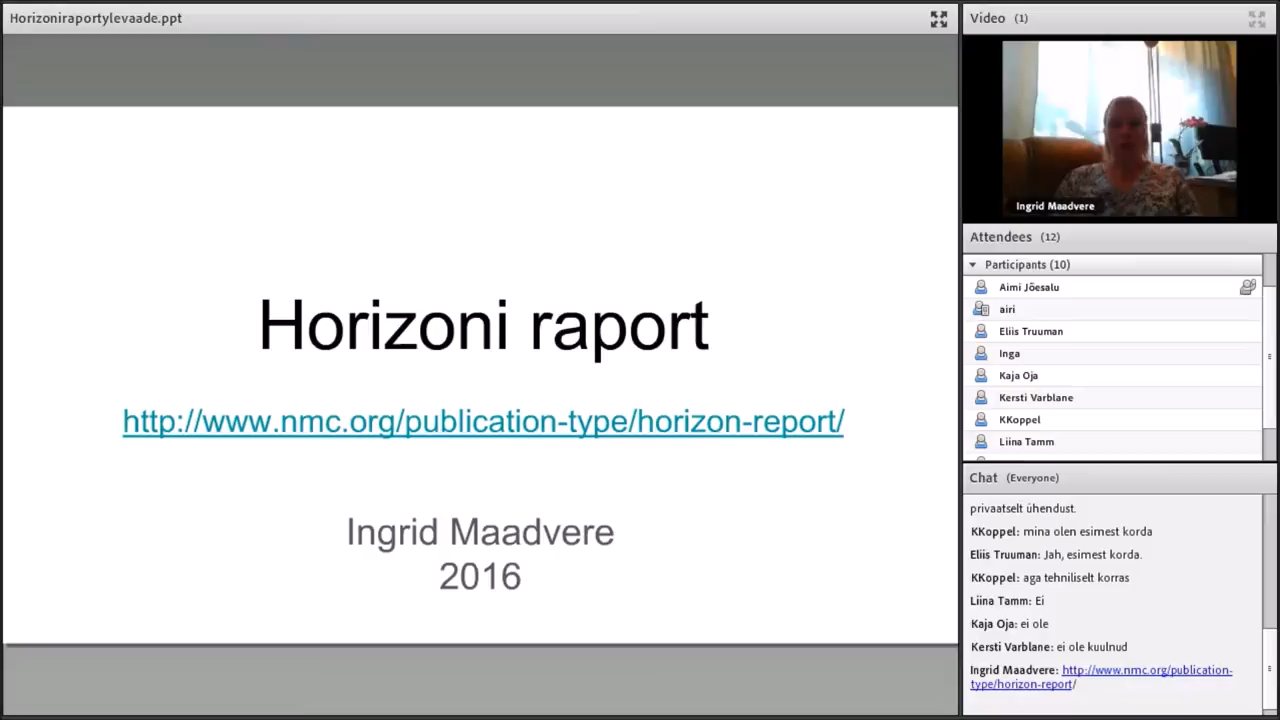 Horizoniraportylevaade.ppt
Horizoni raport
http://www.nmc.org/publication-type/horizon-report/
Ingrid Maadvere
2016
Video (1)
Ingrid Maadvere
Attendees (12)
Participants (10)
Aimi Jõesalu
airi
Eliis Truuman
Inga
Kaja Oja
Kersti Varblane
KKoppel
Liina Tamm
Chat (Everyone)
privaatselt ühendust.
KKoppel: mina olen esimest korda
Eliis Truuman: Jah, esimest korda.
KKoppel: aga tehniliselt korras
Liina Tamm: Ei
Kaja Oja: ei ole
Kersti Varblane: ei ole kuulnud
Ingrid Maadvere: http://www.nmc.org/publication-
type/horizon-report/